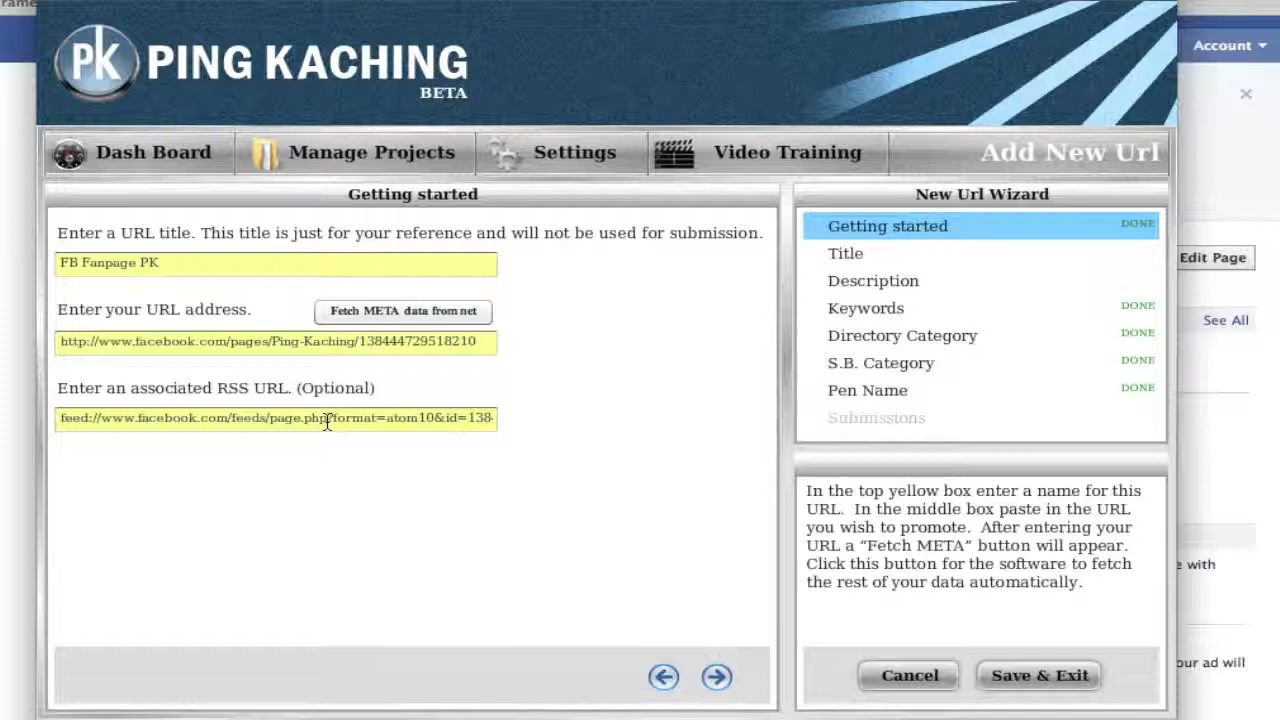 Account
PK PING KACHING
BETA
Dash Board
Manage Projects
Settings
Video Training
Add New Url
Getting started
Enter a URL title. This title is just for your reference and will not be used for submission.
FB Fanpage PK
Enter your URL address.
Fetch META data from net
http://www.facebook.com/pages/Ping-Kaching/138444729518210
Enter an associated RSS URL. (Optional)
feed://www.facebook.com/feeds/page.php?format=atom10&id=138
New Url Wizard
Getting started DONE
Title
Description
Keywords DONE
Directory Category DONE
S.B. Category DONE
Pen Name DONE
Submissions
In the top yellow box enter a name for this
URL. In the middle box paste in the URL
you wish to promote. After entering your
URL a “Fetch META” button will appear.
Click this button for the software to fetch
the rest of your data automatically.
Cancel
Save & Exit
Edit Page
See All
with
ad will